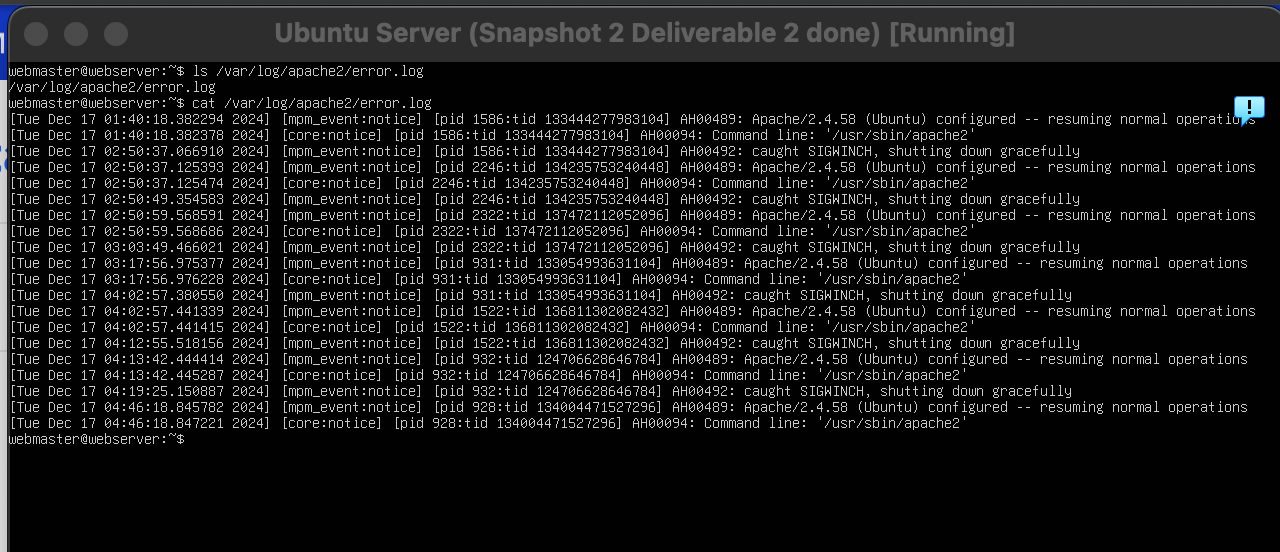 Ubuntu Server (Snapshot 2 Deliverable 2 done) [Running]
webmaster@webserver:~$ ls /var/log/apache2/error.log
/var/log/apache2/error.log
webmaster@webserver:~$ cat /var/log/apache2/error.log
[Tue Dec 17 01:40:18.382294 2024] [mpm_event:notice] [pid 1586:tid 133444277983104] AH00489: Apache/2.4.58 (Ubuntu) configured -- resuming normal operations
[Tue Dec 17 01:40:18.382378 2024] [core:notice] [pid 1586:tid 133444277983104] AH00094: Command line: '/usr/sbin/apache2'
[Tue Dec 17 02:50:37.066910 2024] [mpm_event:notice] [pid 1586:tid 133444277983104] AH00492: caught SIGWINCH, shutting down gracefully
[Tue Dec 17 02:50:37.125393 2024] [mpm_event:notice] [pid 2246:tid 134235753240448] AH00489: Apache/2.4.58 (Ubuntu) configured -- resuming normal operations
[Tue Dec 17 02:50:37.125474 2024] [core:notice] [pid 2246:tid 134235753240448] AH00094: Command line: '/usr/sbin/apache2'
[Tue Dec 17 02:50:49.354583 2024] [mpm_event:notice] [pid 2246:tid 134235753240448] AH00492: caught SIGWINCH, shutting down gracefully
[Tue Dec 17 02:50:59.568591 2024] [mpm_event:notice] [pid 2322:tid 137472112052096] AH00489: Apache/2.4.58 (Ubuntu) configured -- resuming normal operations
[Tue Dec 17 02:50:59.568686 2024] [core:notice] [pid 2322:tid 137472112052096] AH00094: Command line: '/usr/sbin/apache2'
[Tue Dec 17 03:03:49.466021 2024] [mpm_event:notice] [pid 2322:tid 137472112052096] AH00492: caught SIGWINCH, shutting down gracefully
[Tue Dec 17 03:17:56.975377 2024] [mpm_event:notice] [pid 931:tid 133054993631104] AH00489: Apache/2.4.58 (Ubuntu) configured -- resuming normal operations
[Tue Dec 17 03:17:56.976228 2024] [core:notice] [pid 931:tid 133054993631104] AH00094: Command line: '/usr/sbin/apache2'
[Tue Dec 17 04:02:57.380550 2024] [mpm_event:notice] [pid 931:tid 133054993631104] AH00492: caught SIGWINCH, shutting down gracefully
[Tue Dec 17 04:02:57.441339 2024] [mpm_event:notice] [pid 1522:tid 136811302082432] AH00489: Apache/2.4.58 (Ubuntu) configured -- resuming normal operations
[Tue Dec 17 04:02:57.441415 2024] [core:notice] [pid 1522:tid 136811302082432] AH00094: Command line: '/usr/sbin/apache2'
[Tue Dec 17 04:12:55.518156 2024] [mpm_event:notice] [pid 1522:tid 136811302082432] AH00492: caught SIGWINCH, shutting down gracefully
[Tue Dec 17 04:13:42.444414 2024] [mpm_event:notice] [pid 932:tid 124706628646784] AH00489: Apache/2.4.58 (Ubuntu) configured -- resuming normal operations
[Tue Dec 17 04:13:42.445287 2024] [core:notice] [pid 932:tid 124706628646784] AH00094: Command line: '/usr/sbin/apache2'
[Tue Dec 17 04:19:25.150887 2024] [mpm_event:notice] [pid 932:tid 124706628646784] AH00492: caught SIGWINCH, shutting down gracefully
[Tue Dec 17 04:46:18.845782 2024] [mpm_event:notice] [pid 928:tid 134004471527296] AH00489: Apache/2.4.58 (Ubuntu) configured -- resuming normal operations
[Tue Dec 17 04:46:18.847221 2024] [core:notice] [pid 928:tid 134004471527296] AH00094: Command line: '/usr/sbin/apache2'
webmaster@webserver:~$